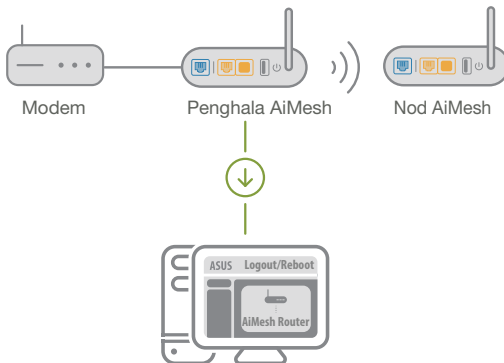 Modem
Penghala AiMesh
Nod AiMesh
ASUS Logout/Reboot
AiMesh Router